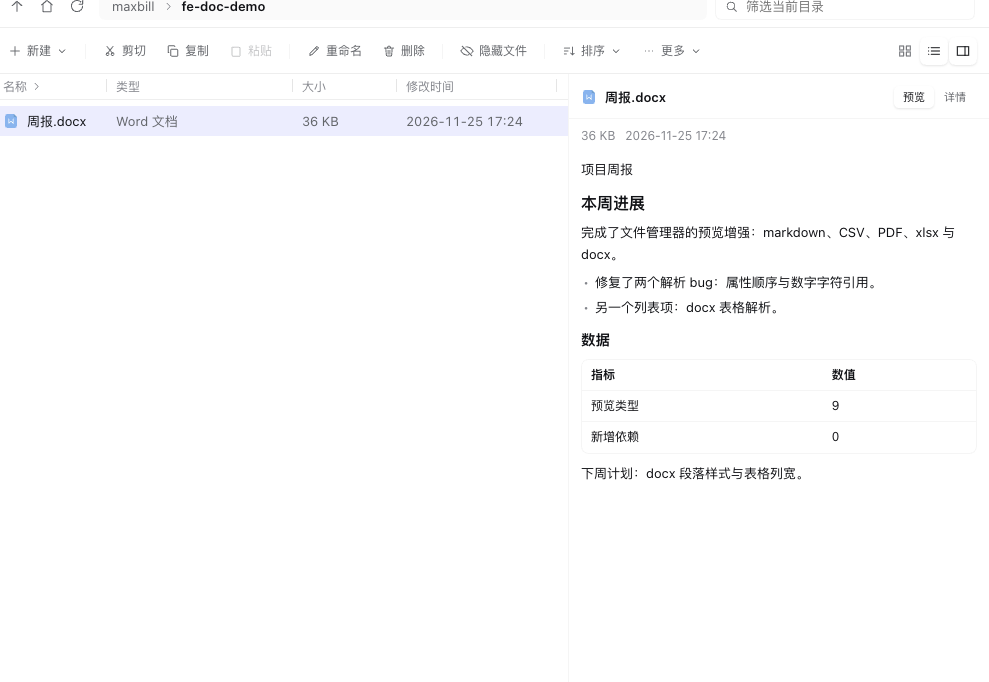 maxbill > fe-doc-demo
筛选当前目录
新建 剪切 复制 粘贴 重命名 删除 隐藏文件 排序 更多
名称 类型 大小 修改时间
周报.docx Word 文档 36 KB 2026-11-25 17:24
周报.docx 预览 详情
36 KB 2026-11-25 17:24
项目周报
本周进展
完成了文件管理器的预览增强：markdown、CSV、PDF、xlsx 与
docx。
• 修复了两个解析 bug：属性顺序与数字字符引用。
• 另一个列表项：docx 表格解析。
数据
指标 数值
预览类型 9
新增依赖 0
下周计划：docx 段落样式与表格列宽。